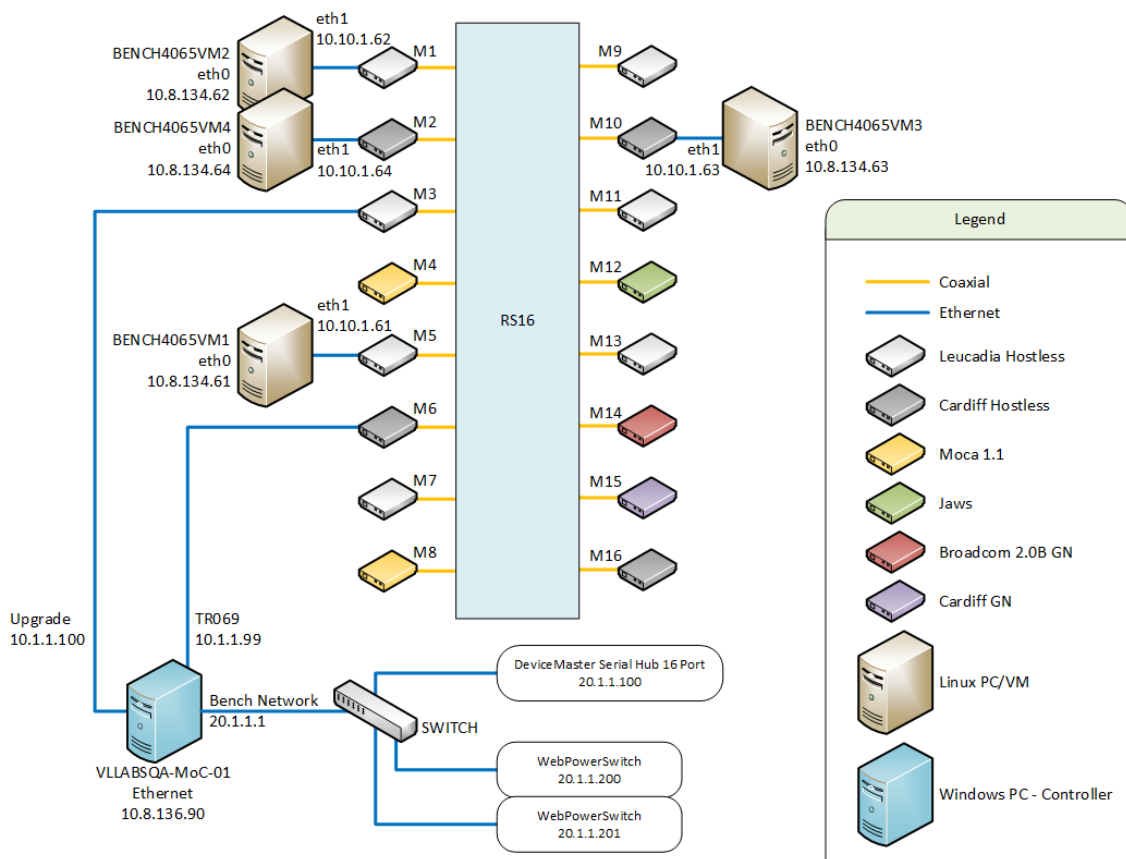 BENCH4065VM2
eth0
10.8.134.62
eth1
10.10.1.62
M1
BENCH4065VM4
eth0
10.8.134.64
eth1
10.10.1.64
M2
M3
M4
BENCH4065VM1
eth0
10.8.134.61
eth1
10.10.1.61
M5
M6
M7
M8
RS16
M9
M10
eth1
10.10.1.63
BENCH4065VM3
eth0
10.8.134.63
M11
M12
M13
M14
M15
M16
Upgrade
10.1.1.100
TR069
10.1.1.99
Bench Network
20.1.1.1
VLLABSQA-MoC-01
Ethernet
10.8.136.90
SWITCH
DeviceMaster Serial Hub 16 Port
20.1.1.100
WebPowerSwitch
20.1.1.200
WebPowerSwitch
20.1.1.201
Legend
Coaxial
Ethernet
Leucadia Hostless
Cardiff Hostless
Moca 1.1
Jaws
Broadcom 2.0B GN
Cardiff GN
Linux PC/VM
Windows PC - Controller